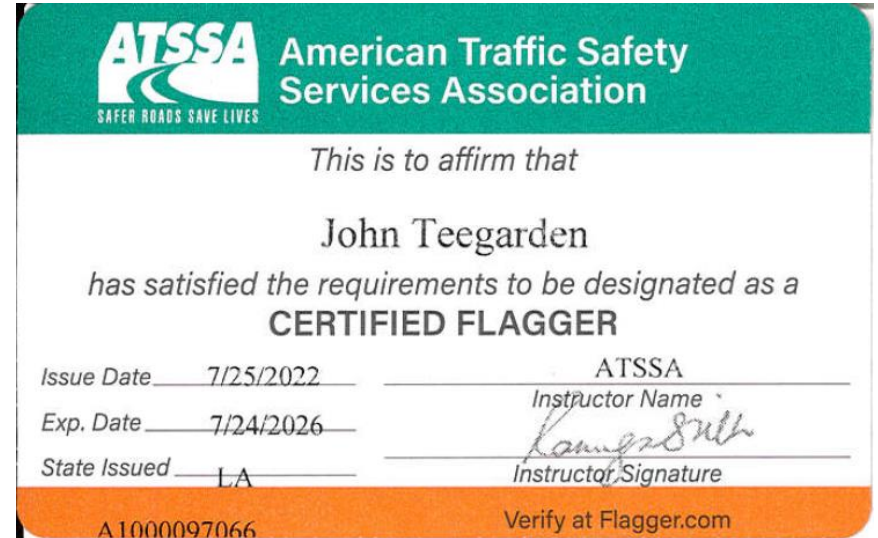 ATSSA
SAFER ROADS SAVE LIVES
American Traffic Safety
Services Association
This is to affirm that
John Teegarden
has satisfied the requirements to be designated as a
CERTIFIED FLAGGER
Issue Date 7/25/2022
ATSSA
Instructor Name
Exp. Date 7/24/2026
Instructor Signature
State Issued LA
A1000097066
Verify at Flagger.com